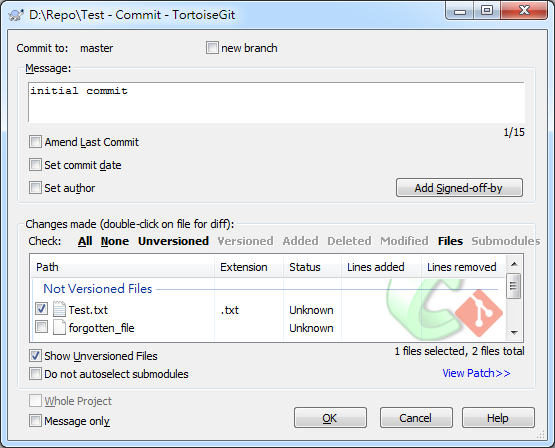 D:\Repo\Test - Commit - TortoiseGit
Commit to: master new branch
Message:
initial commit
1/15
Amend Last Commit
Set commit date
Set author
Add Signed-off-by
Changes made (double-click on file for diff):
Check: All None Unversioned Versioned Added Deleted Modified Files Submodules
Path Extension Status Lines added Lines removed
Not Versioned Files
Test.txt .txt Unknown
forgotten_file Unknown
Show Unversioned Files 1 files selected, 2 files total
Do not autoselect submodules View Patch>>
Whole Project
Message only OK Cancel Help